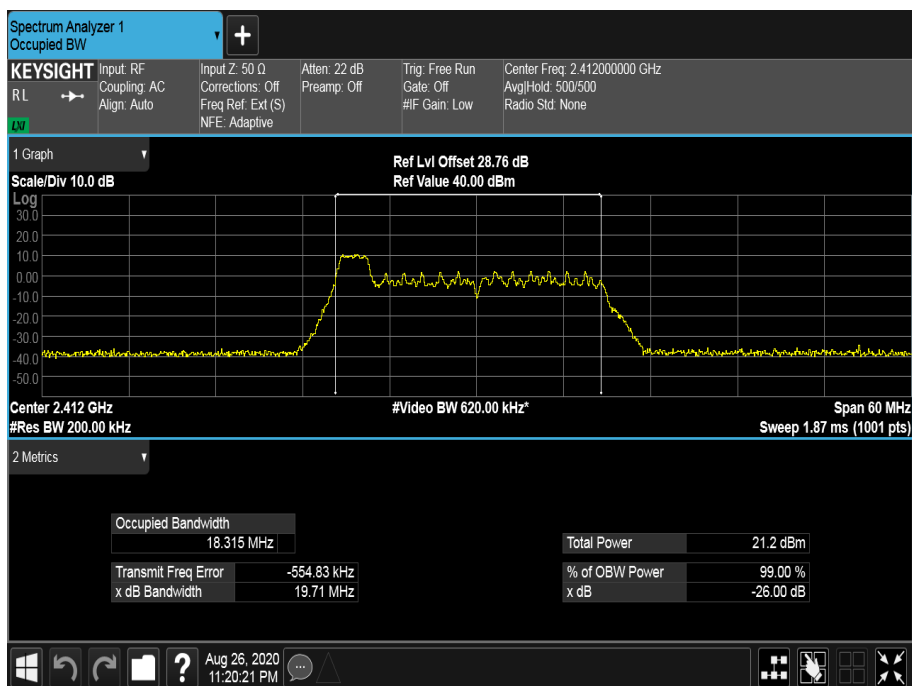 Spectrum Analyzer 1
Occupied BW
+
KEYSIGHT Input: RF Input Z: 50 Ω Atten: 22 dB Trig: Free Run Center Freq: 2.412000000 GHz
RL Coupling: AC Corrections: Off Preamp: Off Gate: Off Avg|Hold: 500/500
Align: Auto Freq Ref: Ext (S) #IF Gain: Low Radio Std: None
LXI NFE: Adaptive
1 Graph
Ref Lvl Offset 28.76 dB
Scale/Div 10.0 dB Ref Value 40.00 dBm
Log
30.0
20.0
10.0
0.00
-10.0
-20.0
-30.0
-40.0
-50.0
Center 2.412 GHz #Video BW 620.00 kHz* Span 60 MHz
#Res BW 200.00 kHz Sweep 1.87 ms (1001 pts)
2 Metrics
Occupied Bandwidth
18.315 MHz Total Power 21.2 dBm
Transmit Freq Error -554.83 kHz % of OBW Power 99.00 %
x dB Bandwidth 19.71 MHz x dB -26.00 dB
? Aug 26, 2020
11:20:21 PM